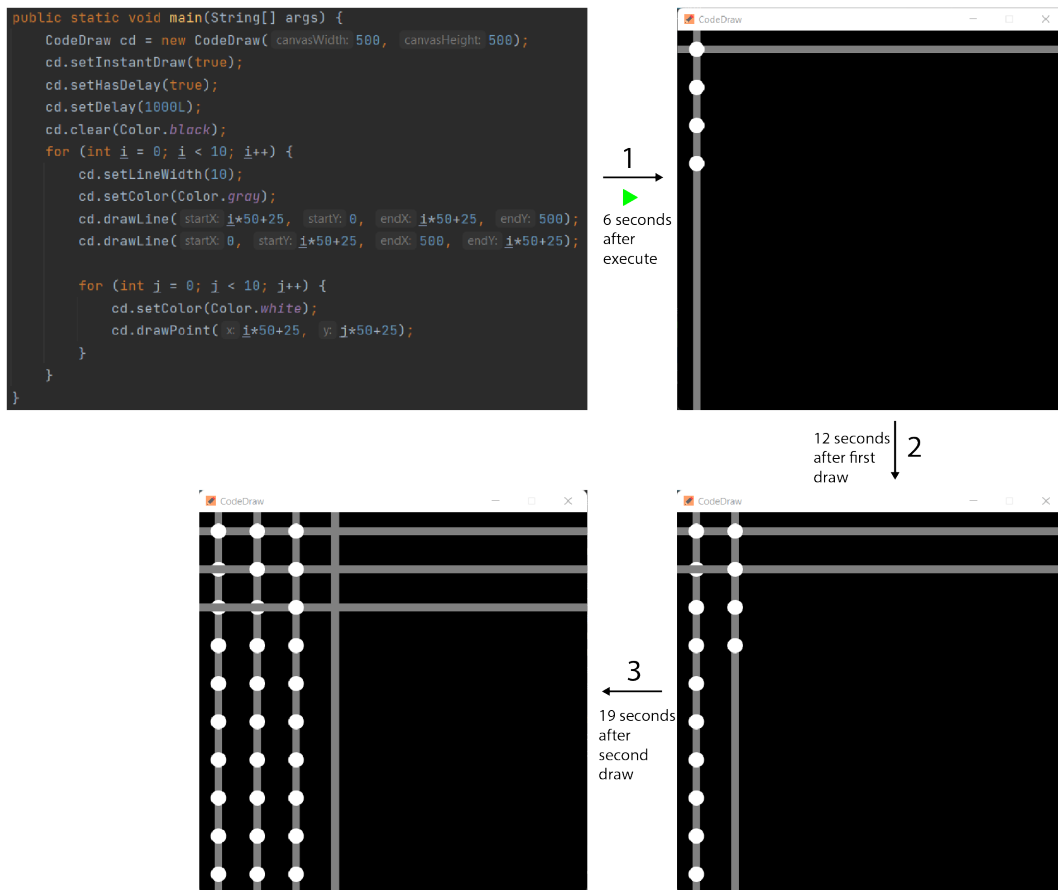 public static void main(String[] args) {
CodeDraw cd = new CodeDraw( canvasWidth: 500, canvasHeight: 500);
cd.setInstantDraw(true);
cd.setHasDelay(true);
cd.setDelay(1000L);
cd.clear(Color.black);
for (int i = 0; i < 10; i++) {
cd.setLineWidth(10);
cd.setColor(Color.gray);
cd.drawLine( startX: i*50+25, startY: 0, endX: i*50+25, endY: 500);
cd.drawLine( startX: 0, startY: i*50+25, endX: 500, endY: i*50+25);
for (int j = 0; j < 10; j++) {
cd.setColor(Color.white);
cd.drawPoint( x: i*50+25, y: j*50+25);
}
}
}
1
6 seconds
after
execute
CodeDraw
12 seconds
after first
draw
2
CodeDraw
3
19 seconds
after
second
draw
CodeDraw